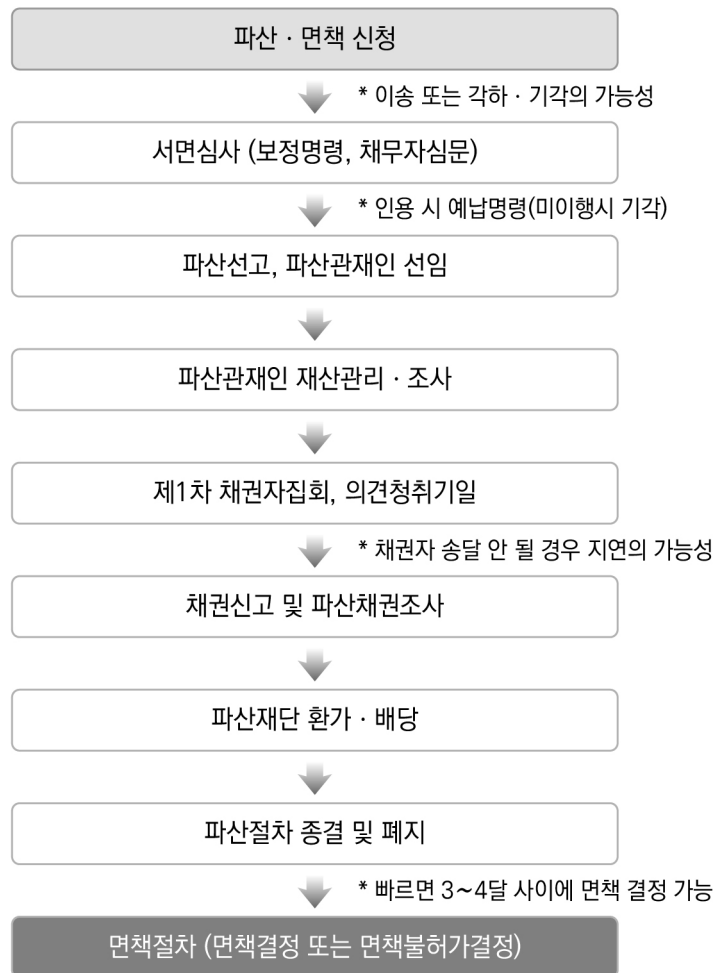 파산 · 면책 신청
* 이송 또는 각하 · 기각의 가능성
서면심사 (보정명령, 채무자심문)
* 인용 시 예납명령(미이행시 기각)
파산선고, 파산관재인 선임
파산관재인 재산관리 · 조사
제1차 채권자집회, 의견청취기일
* 채권자 송달 안 될 경우 지연의 가능성
채권신고 및 파산채권조사
파산재단 환가 · 배당
파산절차 종결 및 폐지
* 빠르면 3~4달 사이에 면책 결정 가능
면책절차 (면책결정 또는 면책불허가결정)